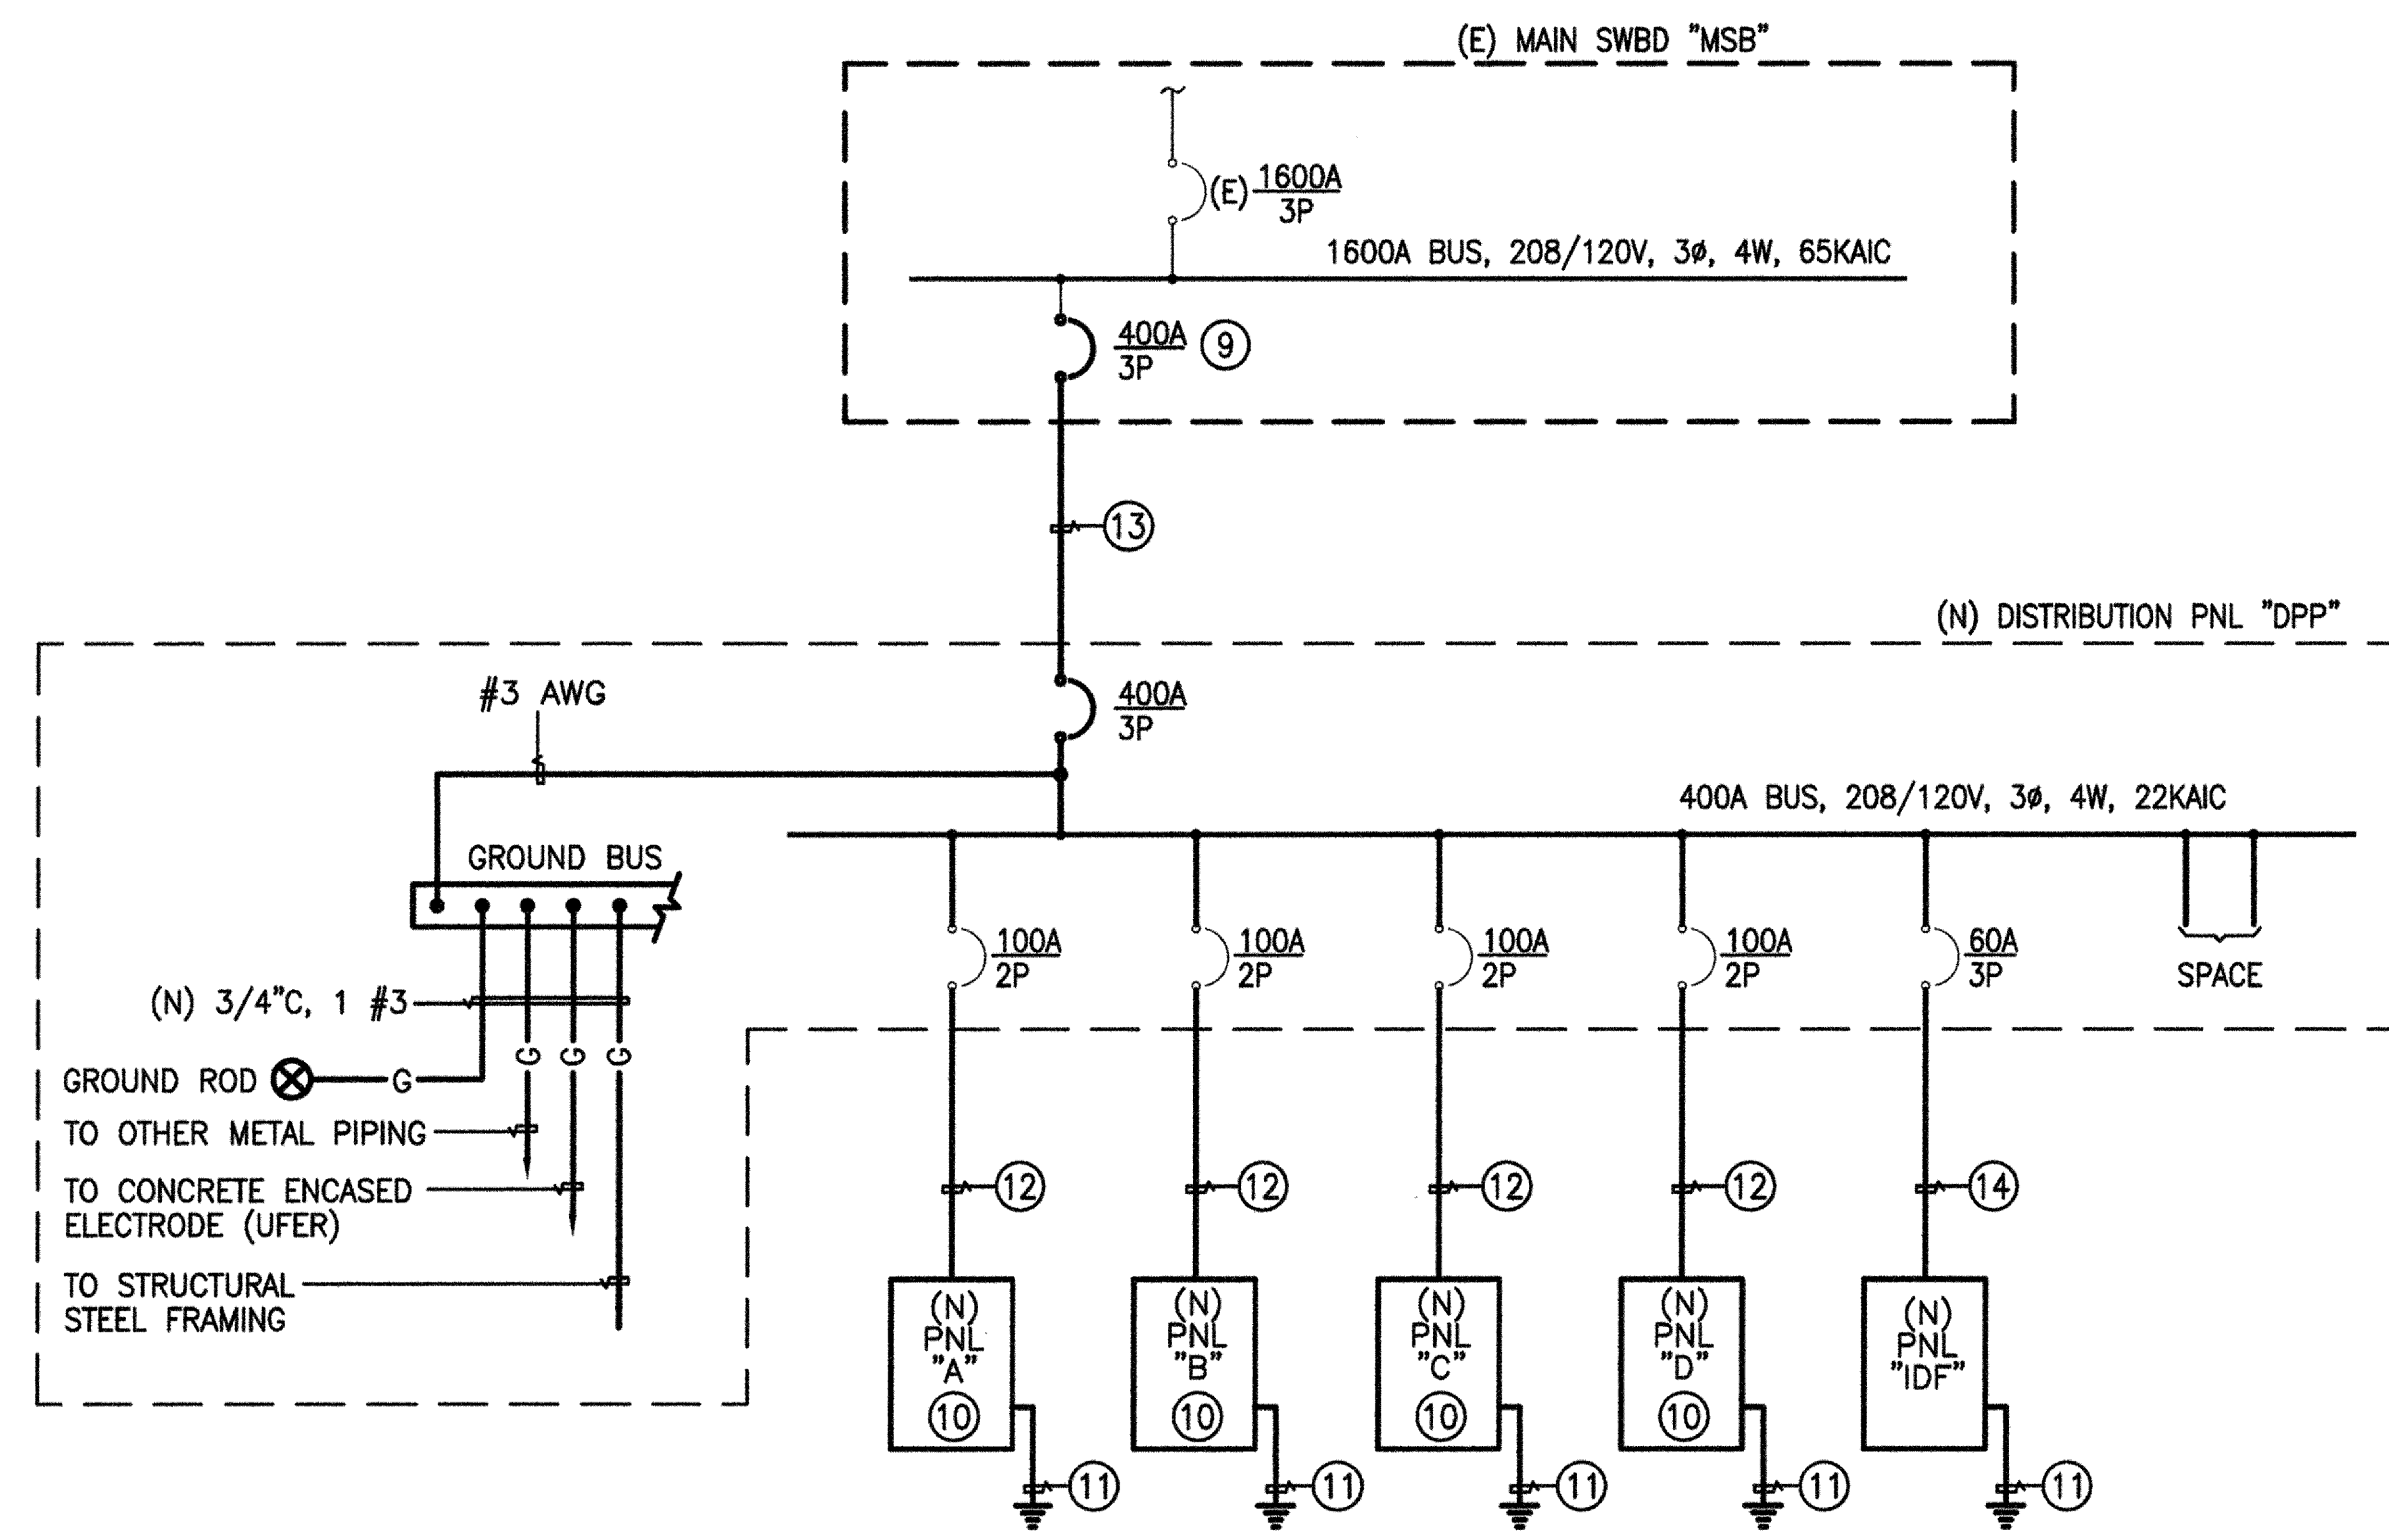 (E) MAIN SWBD "MSB"
(E) 1600A
3P
1600A BUS, 208/120V, 3ø, 4W, 65KAIC
400A
3P
9
13
(N) DISTRIBUTION PNL "DPP"
#3 AWG
400A
3P
400A BUS, 208/120V, 3ø, 4W, 22KAIC
GROUND BUS
100A
2P
100A
2P
100A
2P
100A
2P
60A
3P
SPACE
(N) 3/4"C, 1 #3
G G G
GROUND ROD
G
TO OTHER METAL PIPING
TO CONCRETE ENCASED
ELECTRODE (UFER)
TO STRUCTURAL
STEEL FRAMING
12
12
12
12
14
(N)
PNL
"A"
10
(N)
PNL
"B"
10
(N)
PNL
"C"
10
(N)
PNL
"D"
10
(N)
PNL
"IDF"
11
11
11
11
11